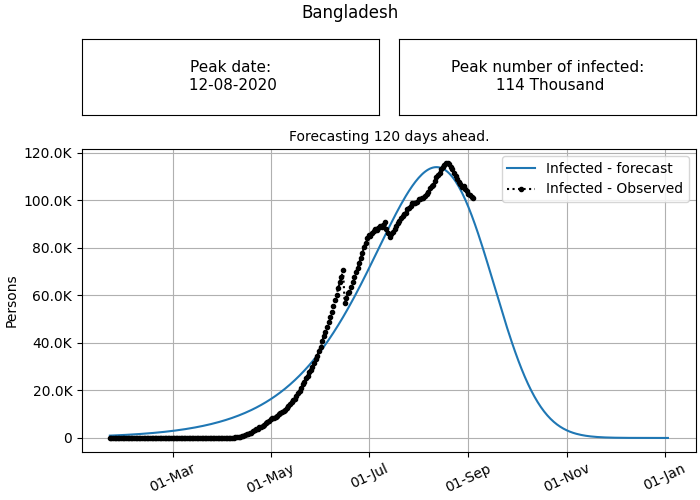 Bangladesh
Peak date:
12-08-2020
Peak number of infected:
114 Thousand
Forecasting 120 days ahead.
120.0K
100.0K
80.0K
60.0K
40.0K
20.0K
0
Persons
Infected - forecast
Infected - Observed
01-Mar
01-May
01-Jul
01-Sep
01-Nov
01-Jan